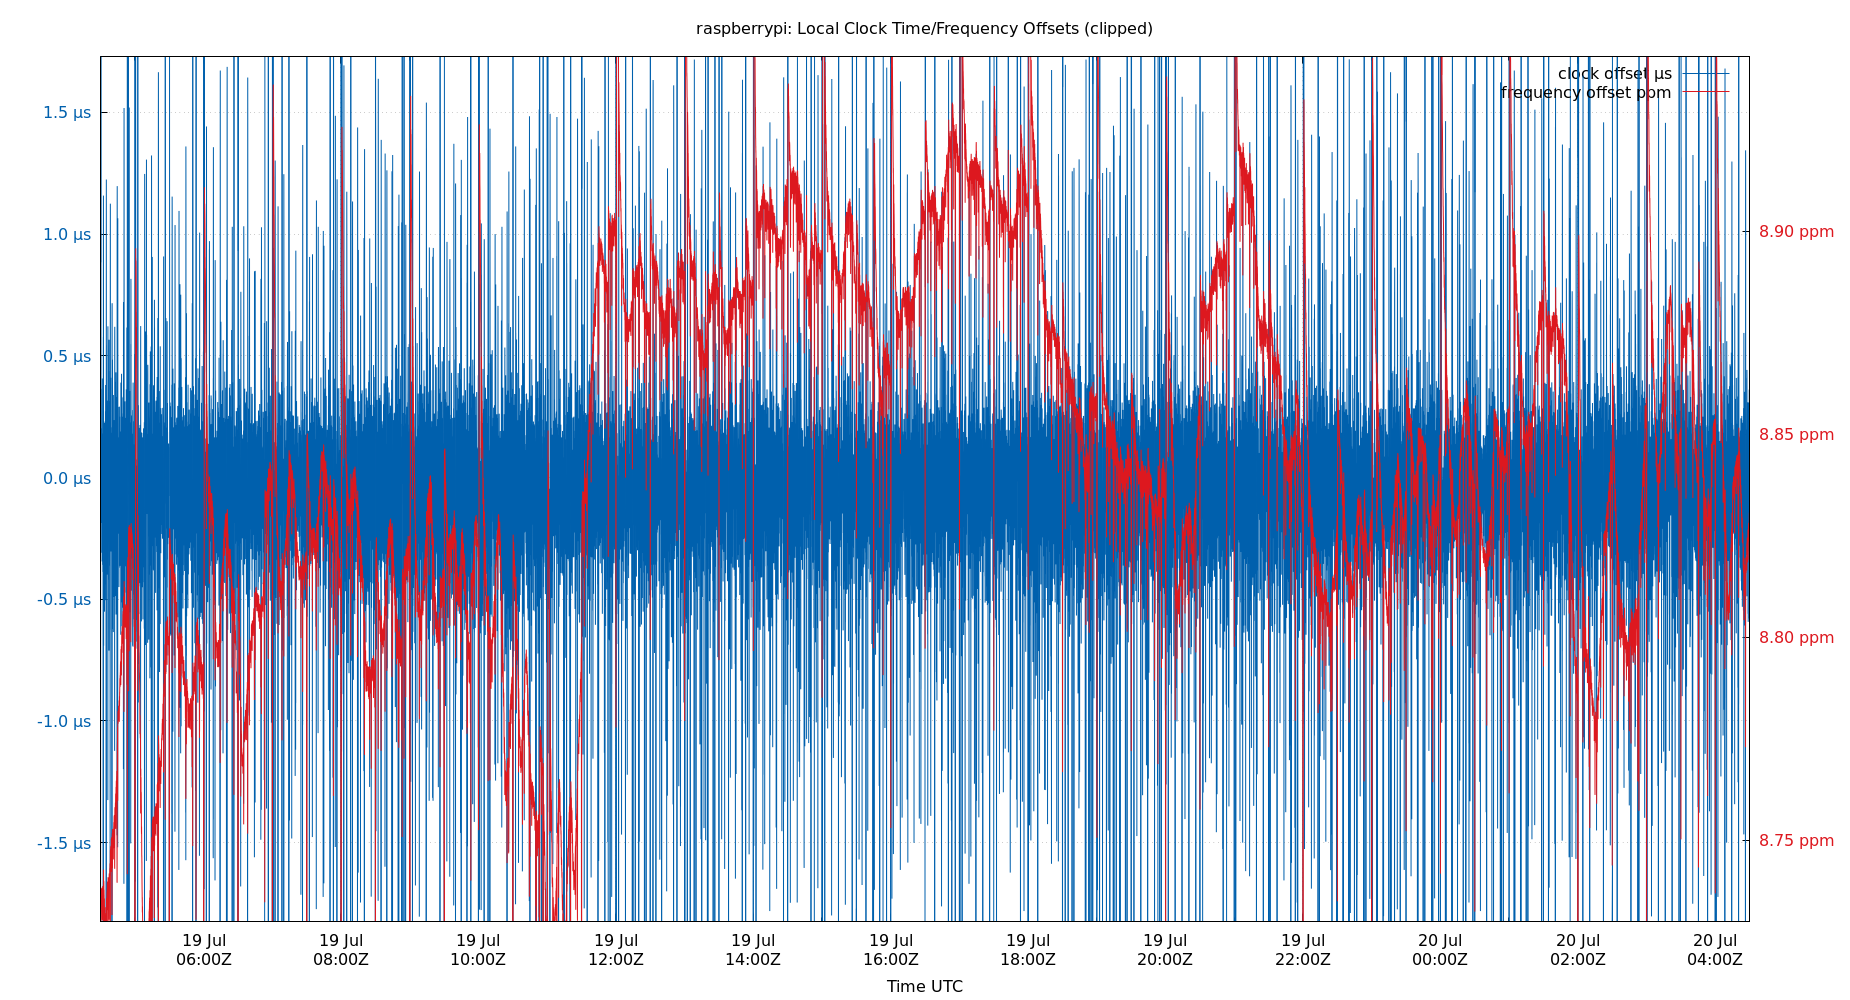 raspberrypi: Local Clock Time/Frequency Offsets (clipped)
clock offset µs
frequency offset ppm
1.5 µs
1.0 µs
0.5 µs
0.0 µs
-0.5 µs
-1.0 µs
-1.5 µs
8.90 ppm
8.85 ppm
8.80 ppm
8.75 ppm
19 Jul 19 Jul 19 Jul 19 Jul 19 Jul 19 Jul 19 Jul 19 Jul 19 Jul 20 Jul 20 Jul 20 Jul
06:00Z 08:00Z 10:00Z 12:00Z 14:00Z 16:00Z 18:00Z 20:00Z 22:00Z 00:00Z 02:00Z 04:00Z
Time UTC